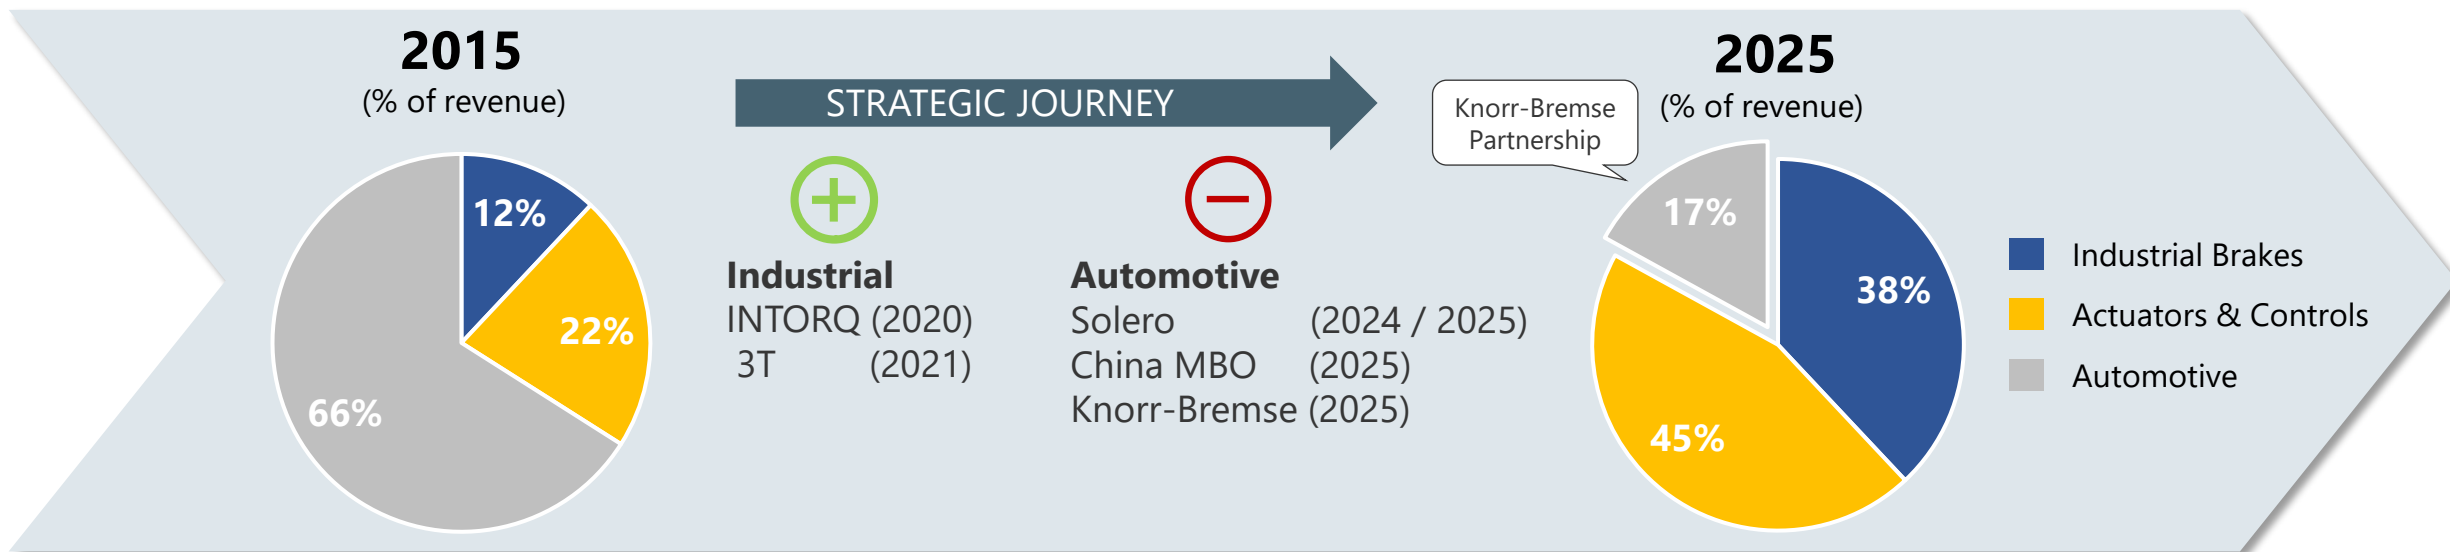 2015
(% of revenue)
12%
22%
66%
STRATEGIC JOURNEY
Industrial
INTORQ (2020)
3T (2021)
Automotive
Solero (2024 / 2025)
China MBO (2025)
Knorr-Bremse (2025)
Knorr-Bremse
Partnership
2025
(% of revenue)
17%
38%
45%
Industrial Brakes
Actuators & Controls
Automotive